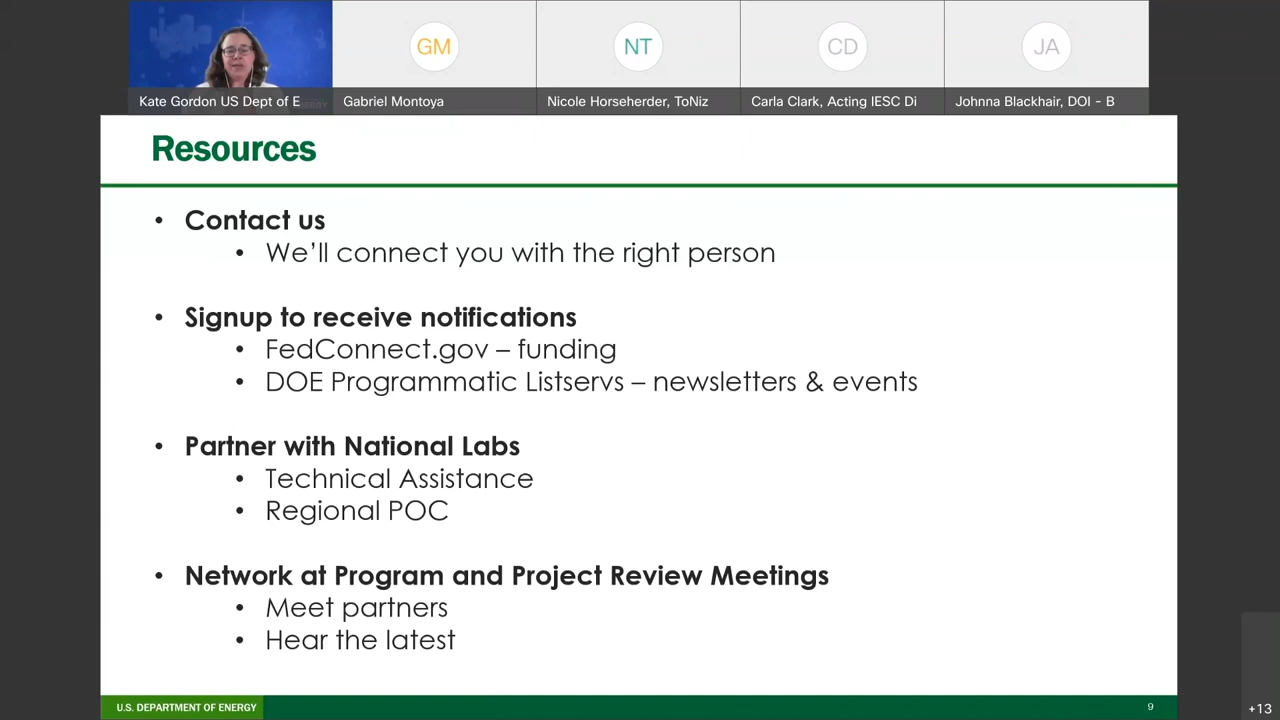 GM
NT
CD
JA
Kate Gordon US Dept of E
Gabriel Montoya
Nicole Horseherder, ToNiz
Carla Clark, Acting IESC Di
Johnna Blackhair, DOI - B
Resources
• Contact us
• We’ll connect you with the right person
• Signup to receive notifications
• FedConnect.gov – funding
• DOE Programmatic Listservs – newsletters & events
• Partner with National Labs
• Technical Assistance
• Regional POC
• Network at Program and Project Review Meetings
• Meet partners
• Hear the latest
U.S. DEPARTMENT OF ENERGY
9
+13